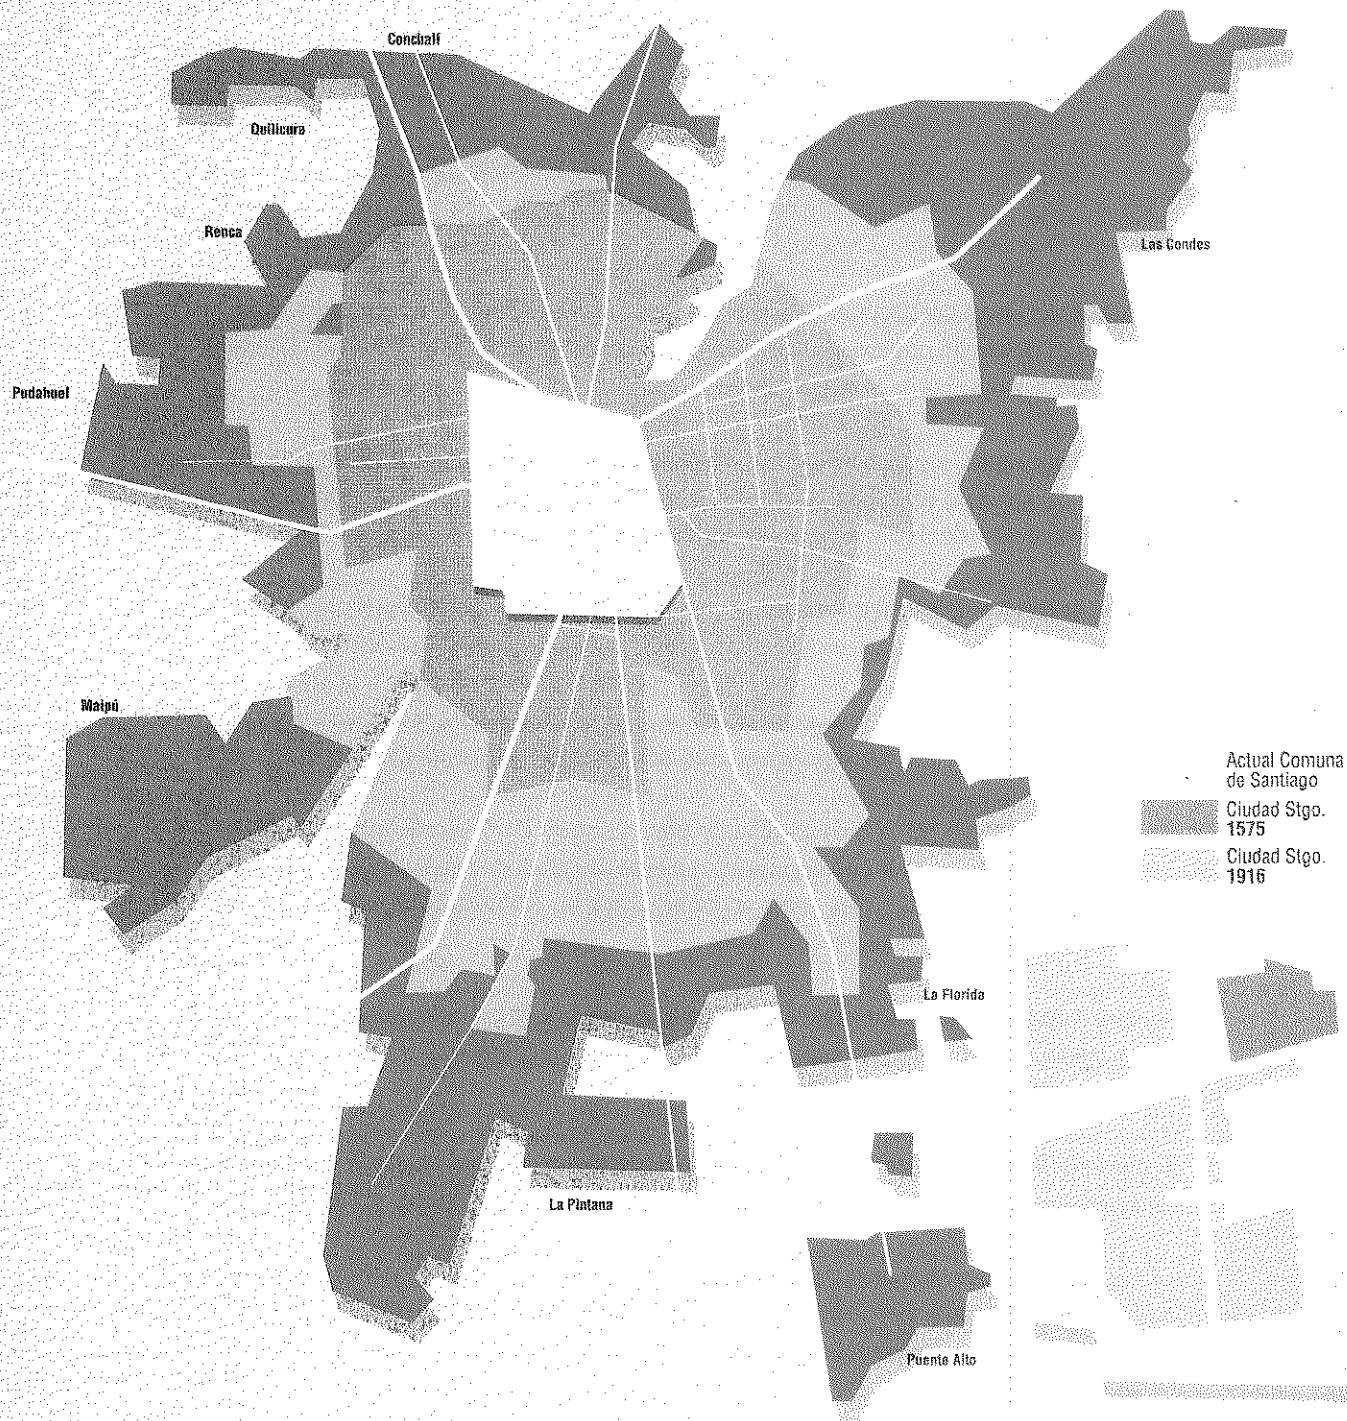 Conchalí
Quilicura
Renca
Las Condes
Pudahuel
Maipú
Actual Comuna
de Santiago
Ciudad Stgo.
1575
Ciudad Stgo.
1916
La Florida
La Pintana
Puente Alto